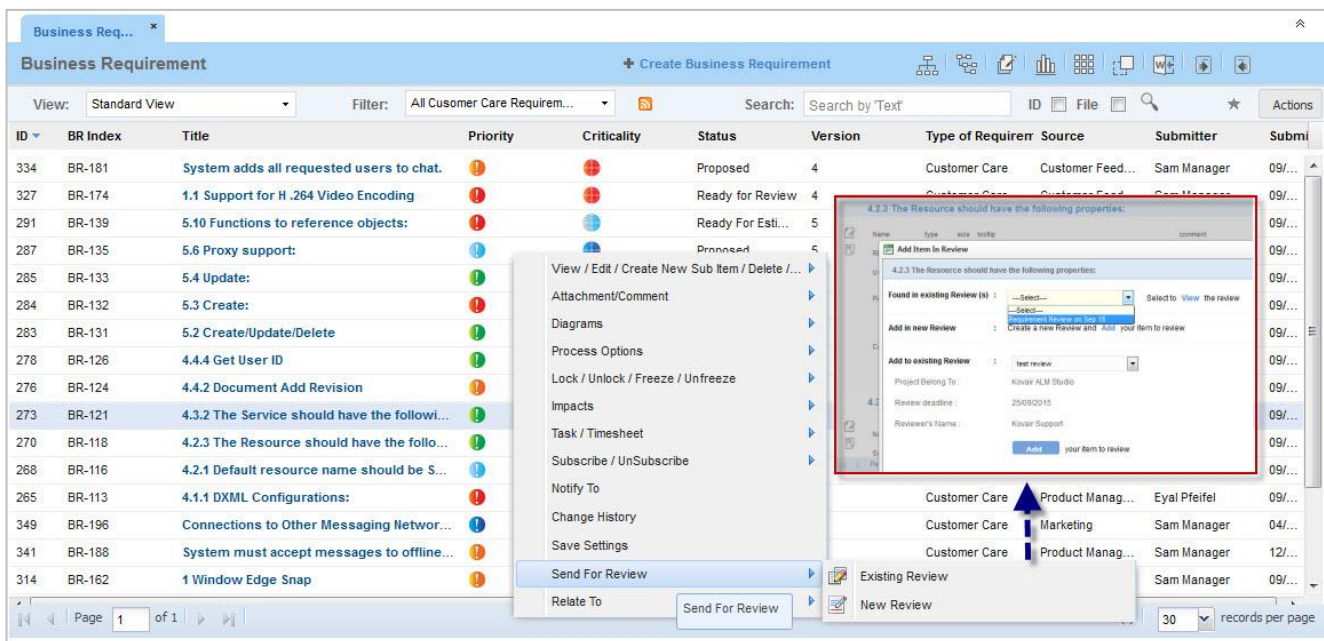 Business Req... ×
Business Requirement + Create Business Requirement
View: Standard View Filter: All Cusomer Care Requirem... Search: Search by 'Text' ID File Actions
ID BR Index Title Priority Criticality Status Version Type of Requirem Source Submitter Submi
334 BR-181 System adds all requested users to chat. Proposed 4 Customer Care Customer Feed... Sam Manager 09/...
327 BR-174 1.1 Support for H.264 Video Encoding Ready for Review 4 Customer Care Customer Feed... Sam Manager 09/...
291 BR-139 5.10 Functions to reference objects: Ready For Esti... 5 09/...
287 BR-135 5.6 Proxy support: Proposed 5 09/...
285 BR-133 5.4 Update: 09/...
284 BR-132 5.3 Create: 09/...
283 BR-131 5.2 Create/Update/Delete 09/...
278 BR-126 4.4.4 Get User ID 09/...
276 BR-124 4.4.2 Document Add Revision 09/...
273 BR-121 4.3.2 The Service should have the followi... 09/...
270 BR-118 4.2.3 The Resource should have the follo... 09/...
268 BR-116 4.2.1 Default resource name should be S... 09/...
265 BR-113 4.1.1 DXML Configurations: Customer Care Product Manag... Eyal Pfeifel 09/...
349 BR-196 Connections to Other Messaging Networ... Customer Care Marketing Sam Manager 04/...
341 BR-188 System must accept messages to offline... Customer Care Product Manag... Sam Manager 12/...
314 BR-162 1 Window Edge Snap Sam Manager 09/...
View / Edit / Create New Sub Item / Delete /...
Attachment/Comment
Diagrams
Process Options
Lock / Unlock / Freeze / Unfreeze
Impacts
Task / Timesheet
Subscribe / UnSubscribe
Notify To
Change History
Save Settings
Send For Review
Relate To
Send For Review
Existing Review
New Review
4.2.3 The Resource should have the following properties:
Name type size tooltip comment
Add Item In Review
4.2.3 The Resource should have the following properties:
Found in existing Review (s) : ---Select--- Select to View the review
---Select---
Requirement Review on Sep 18
Add in new Review : Create a new Review and Add your item to review
Add to existing Review : test review
Project Belong To : Kovair ALM Studio
Review deadline : 25/09/2015
Reviewer's Name : Kovair Support
Add your item to review
Page 1 of 1 30 records per page